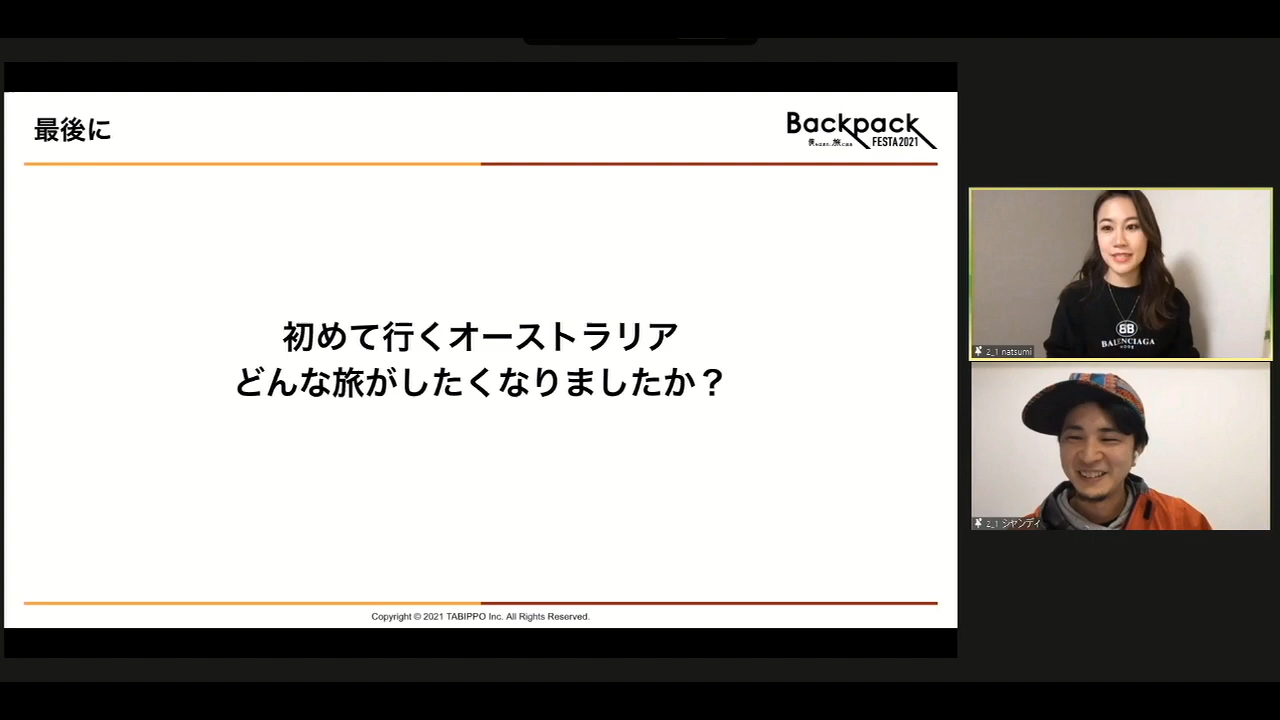 最後に
Backpack
FESTA2021
初めて行くオーストラリア
どんな旅がしたくなりましたか？
Copyright © 2021 TABIPPO Inc. All Rights Reserved.
BB
BALENCIAGA
2_1 natsumi
2_1 シャンディ